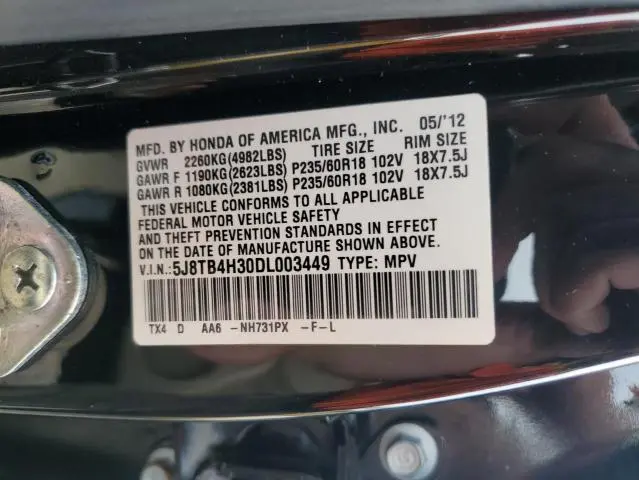 MFD. BY HONDA OF AMERICA MFG., INC. 05/'12
GVWR 2260KG(4982LBS) TIRE SIZE RIM SIZE
GAWR F 1190KG(2623LBS) P235/60R18 102V 18X7.5J
GAWR R 1080KG(2381LBS) P235/60R18 102V 18X7.5J
THIS VEHICLE CONFORMS TO ALL APPLICABLE
FEDERAL MOTOR VEHICLE SAFETY
AND THEFT PREVENTION STANDARDS IN EFFECT
ON THE DATE OF MANUFACTURE SHOWN ABOVE.
V.I.N.:5J8TB4H30DL003449 TYPE: MPV
TX4 D AA6 -NH731PX -F-L